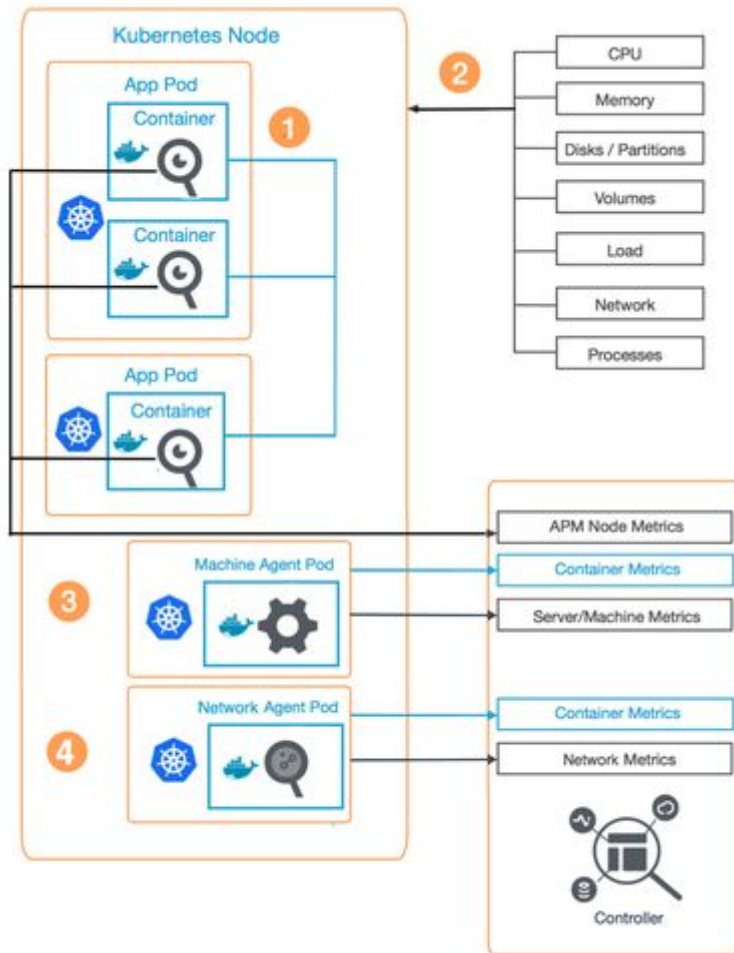 Kubernetes Node
App Pod
Container
1
Container
App Pod
Container
2
CPU
Memory
Disks / Partitions
Volumes
Load
Network
Processes
3
Machine Agent Pod
4
Network Agent Pod
APM Node Metrics
Container Metrics
Server/Machine Metrics
Container Metrics
Network Metrics
Controller